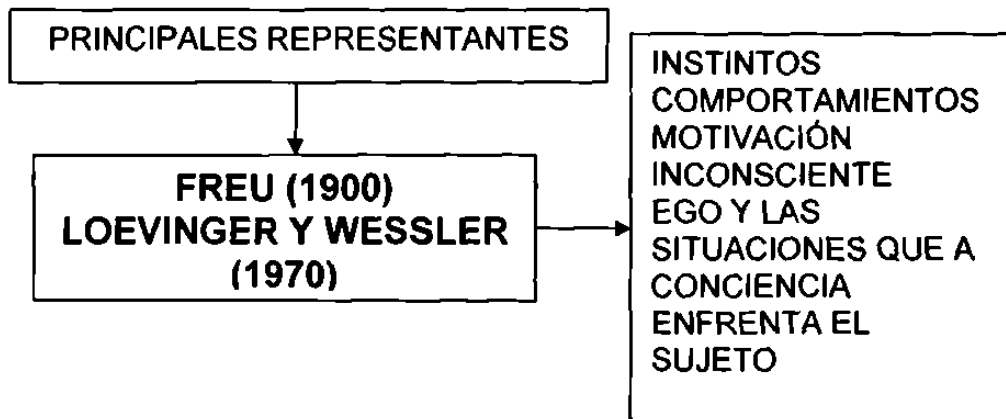 PRINCIPALES REPRESENTANTES
FREU (1900)
LOEVINGER Y WESSLER
(1970)
INSTINTOS
COMPORTAMIENTOS
MOTIVACIÓN
INCONSCIENTE
EGO Y LAS
SITUACIONES QUE A
CONCIENCIA
ENFRENTA EL
SUJETO